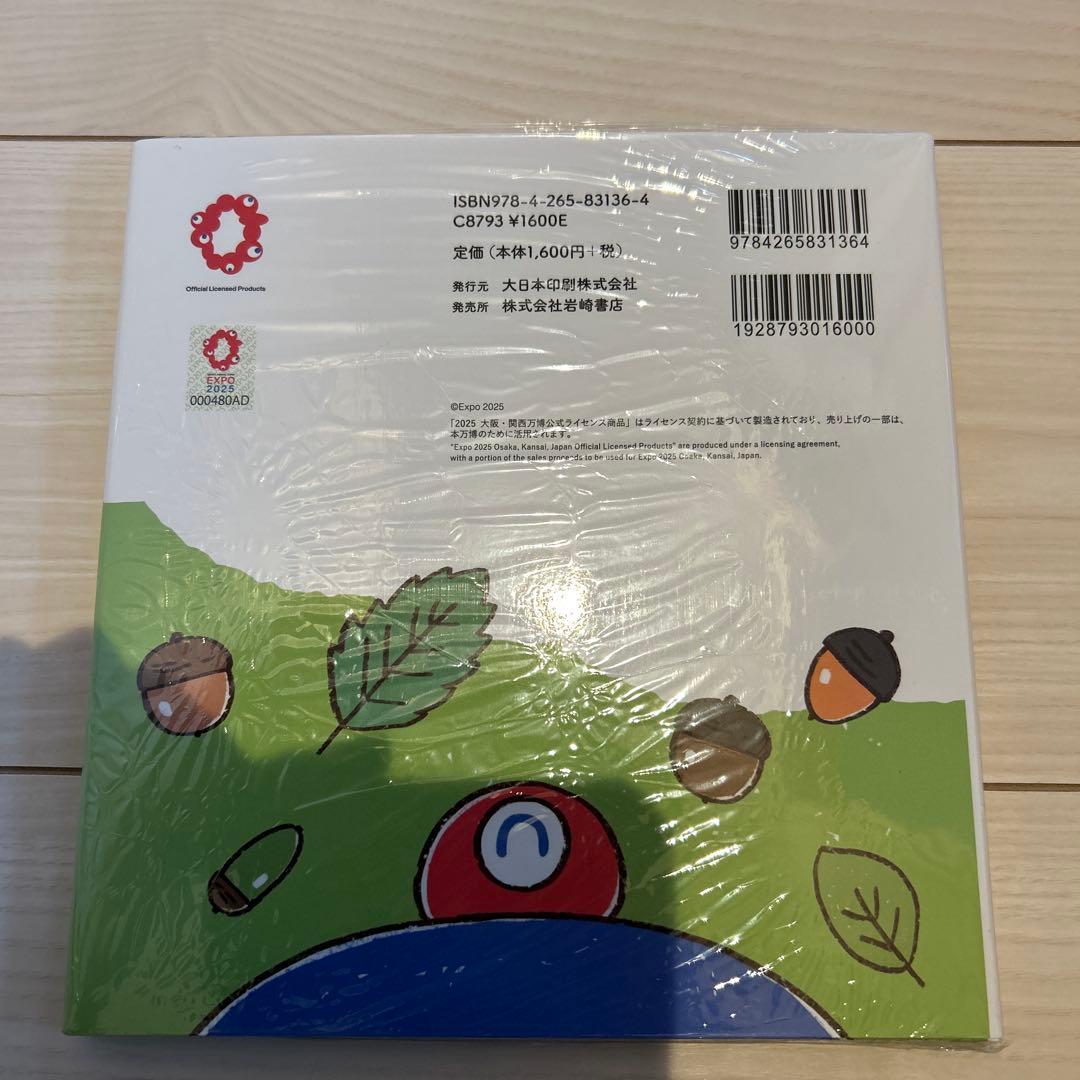 Official Licensed Products
EXPO
2025
000480AD
ISBN978-4-265-83136-4
C8793 ¥1600E
定価（本体1,600円＋税）
発行元 大日本印刷株式会社
発売所 株式会社岩崎書店
9784265831364
1928793016000
©Expo 2025
「2025 大阪・関西万博公式ライセンス商品」はライセンス契約に基づいて製造されており、売り上げの一部は、
本万博のために活用されます。
"Expo 2025 Osaka, Kansai, Japan Official Licensed Products" are produced under a licensing agreement,
with a portion of the sales proceeds to be used for Expo 2025 Osaka, Kansai, Japan.